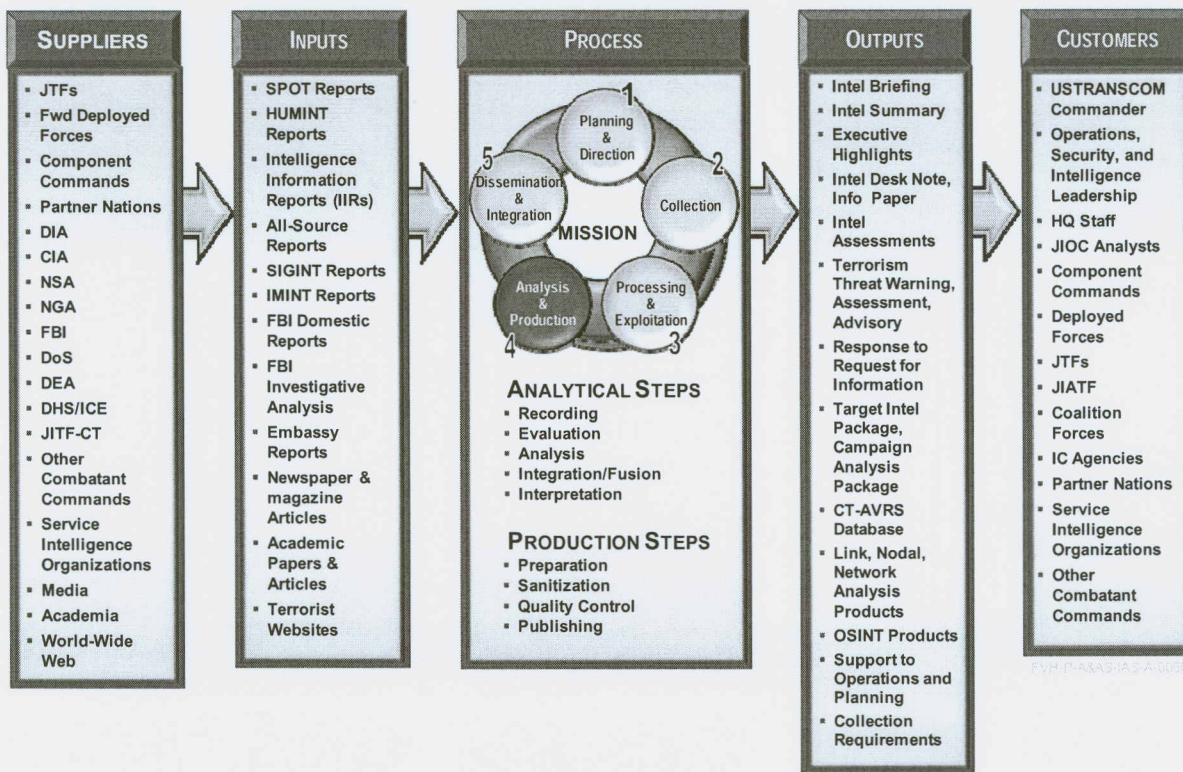 SUPPLIERS
▪ JTFs
▪ Fwd Deployed
Forces
▪ Component
Commands
▪ Partner Nations
▪ DIA
▪ CIA
▪ NSA
▪ NGA
▪ FBI
▪ DoS
▪ DEA
▪ DHS/ICE
▪ JITF-CT
▪ Other
Combatant
Commands
▪ Service
Intelligence
Organizations
▪ Media
▪ Academia
▪ World-Wide
Web
INPUTS
▪ SPOT Reports
▪ HUMINT
Reports
▪ Intelligence
Information
Reports (IIRs)
▪ All-Source
Reports
▪ SIGINT Reports
▪ IMINT Reports
▪ FBI Domestic
Reports
▪ FBI
Investigative
Analysis
▪ Embassy
Reports
▪ Newspaper &
magazine
Articles
▪ Academic
Papers &
Articles
▪ Terrorist
Websites
PROCESS
1
Planning
&
Direction
2
Collection
3
Processing
&
Exploitation
4
Analysis
&
Production
5
Dissemination
&
Integration
MISSION
ANALYTICAL STEPS
▪ Recording
▪ Evaluation
▪ Analysis
▪ Integration/Fusion
▪ Interpretation
PRODUCTION STEPS
▪ Preparation
▪ Sanitization
▪ Quality Control
▪ Publishing
OUTPUTS
▪ Intel Briefing
▪ Intel Summary
▪ Executive
Highlights
▪ Intel Desk Note,
Info Paper
▪ Intel
Assessments
▪ Terrorism
Threat Warning,
Assessment,
Advisory
▪ Response to
Request for
Information
▪ Target Intel
Package,
Campaign
Analysis
Package
▪ CT-AVRS
Database
▪ Link, Nodal,
Network
Analysis
Products
▪ OSINT Products
▪ Support to
Operations and
Planning
▪ Collection
Requirements
CUSTOMERS
▪ USTRANSCOM
Commander
▪ Operations,
Security, and
Intelligence
Leadership
▪ HQ Staff
▪ JIOC Analysts
▪ Component
Commands
▪ Deployed
Forces
▪ JTFs
▪ JIATF
▪ Coalition
Forces
▪ IC Agencies
▪ Partner Nations
▪ Service
Intelligence
Organizations
▪ Other
Combatant
Commands